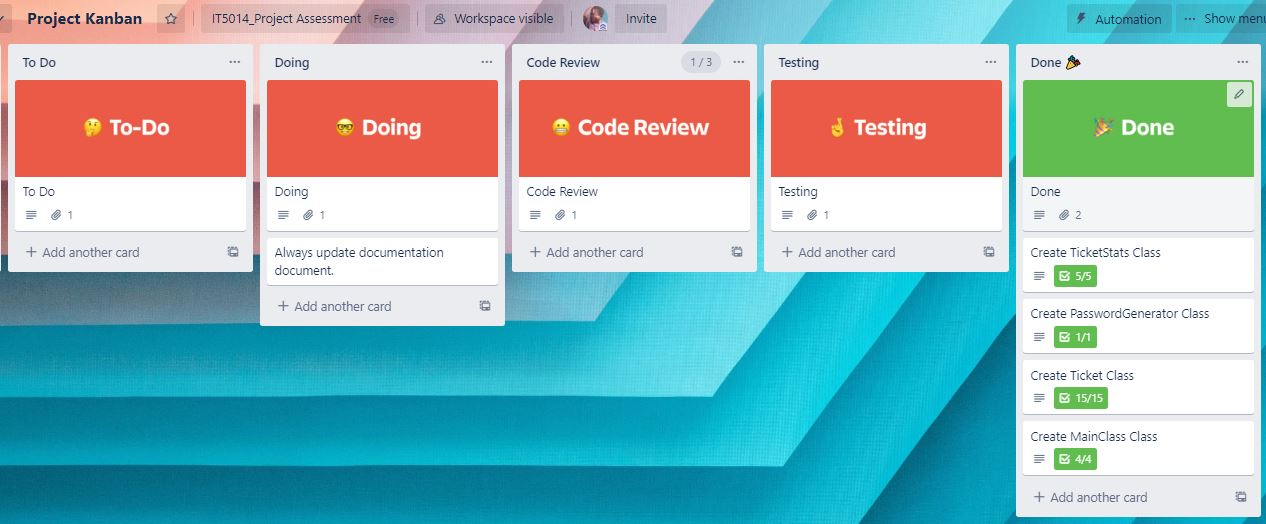 Project Kanban
IT5014_Project Assessment Free
Workspace visible
Invite
Automation
Show menu
To Do
🤔 To-Do
To Do
1
+ Add another card
Doing
🤓 Doing
Doing
1
Always update documentation
document.
+ Add another card
Code Review
1 / 3
😬 Code Review
Code Review
1
+ Add another card
Testing
🤞 Testing
Testing
1
+ Add another card
Done 🎉
🎉 Done
Done
2
Create TicketStats Class
5/5
Create PasswordGenerator Class
1/1
Create Ticket Class
15/15
Create MainClass Class
4/4
+ Add another card